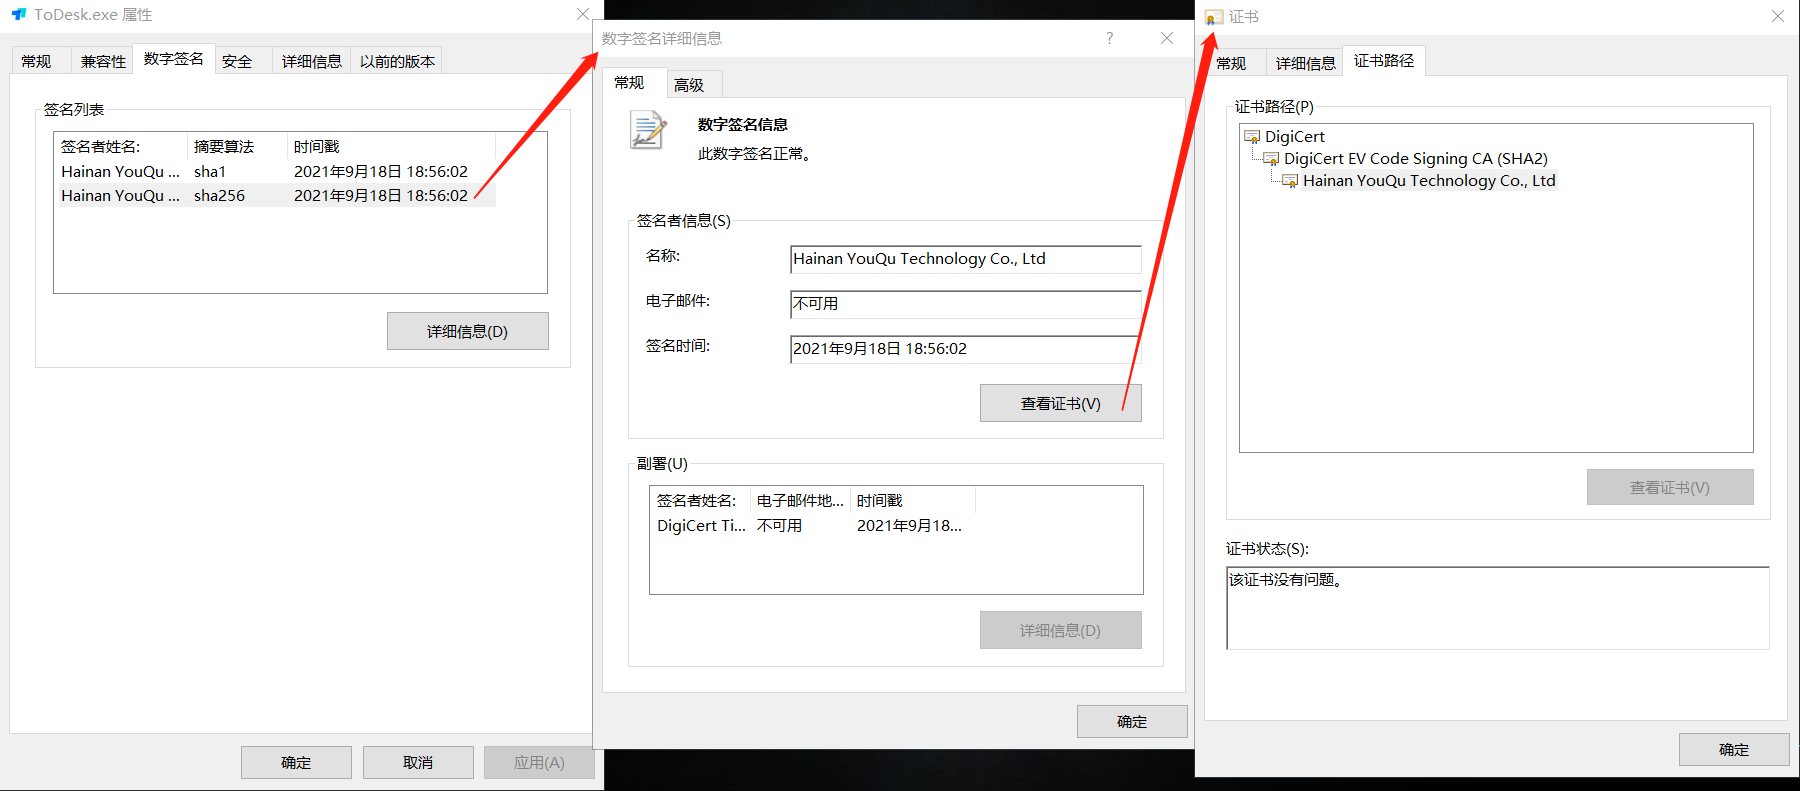 ToDesk.exe 属性
常规
兼容性
数字签名
安全
详细信息
以前的版本
签名列表
签名者姓名:
摘要算法
时间戳
Hainan YouQu ...
sha1
2021年9月18日 18:56:02
Hainan YouQu ...
sha256
2021年9月18日 18:56:02
详细信息(D)
确定
取消
应用(A)
数字签名详细信息
?
常规
高级
数字签名信息
此数字签名正常。
签名者信息(S)
名称:
Hainan YouQu Technology Co., Ltd
电子邮件:
不可用
签名时间:
2021年9月18日 18:56:02
查看证书(V)
副署(U)
签名者姓名:
电子邮件地...
时间戳
DigiCert Ti...
不可用
2021年9月18...
详细信息(D)
确定
证书
常规
详细信息
证书路径
证书路径(P)
DigiCert
DigiCert EV Code Signing CA (SHA2)
Hainan YouQu Technology Co., Ltd
查看证书(V)
证书状态(S):
该证书没有问题。
确定